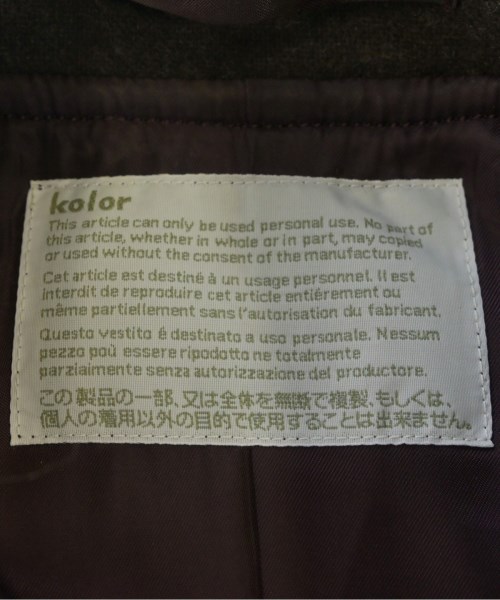 kolor
This article can only be used personal use. No part of
this article, whether in whole or in part, may copied
or used without the consent of the manufacturer.
Cet article est destiné à un usage personnel. Il est
interdit de reproduire cet article entiérement ou
même partiellement sans l'autorisation du fabricant.
Questo vestito é destinato a uso personale. Nessum
pezzo poù essere ripodotto ne totalmente
parziaimente senza autorizzazione del productore.
この製品の一部、又は全体を無断で複製、もしくは、
個人の着用以外の目的で使用することは出来ません。